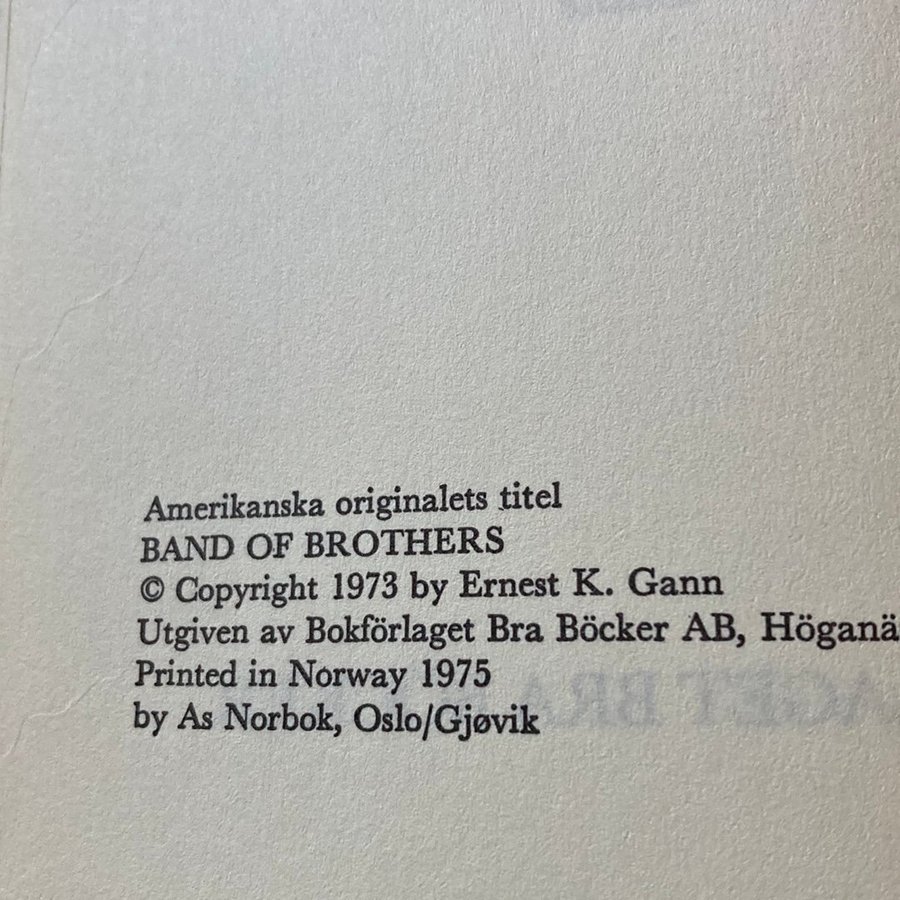 Amerikanska originalets titel
BAND OF BROTHERS
© Copyright 1973 by Ernest K. Gann
Utgiven av Bokförlaget Bra Böcker AB, Höganä
Printed in Norway 1975
by As Norbok, Oslo/Gjøvik